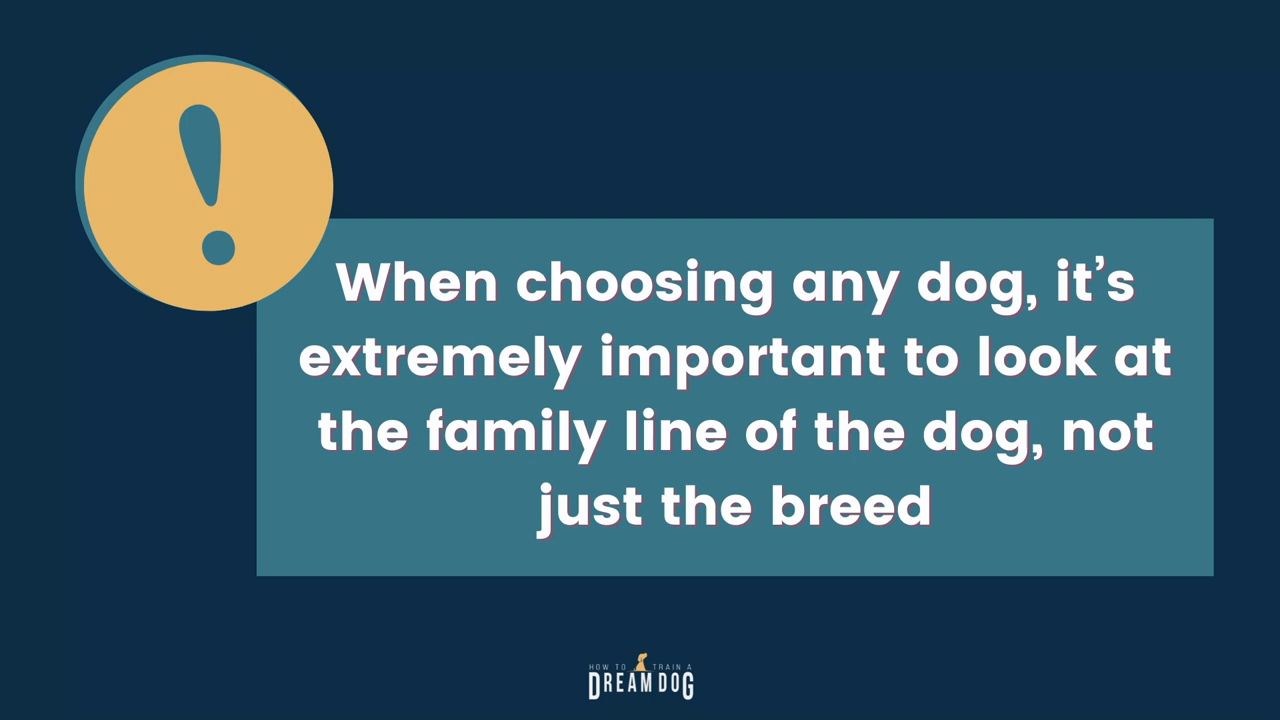 !
When choosing any dog, it's
extremely important to look at
the family line of the dog, not
just the breed
HOW TO TRAIN A
DREAM DOG